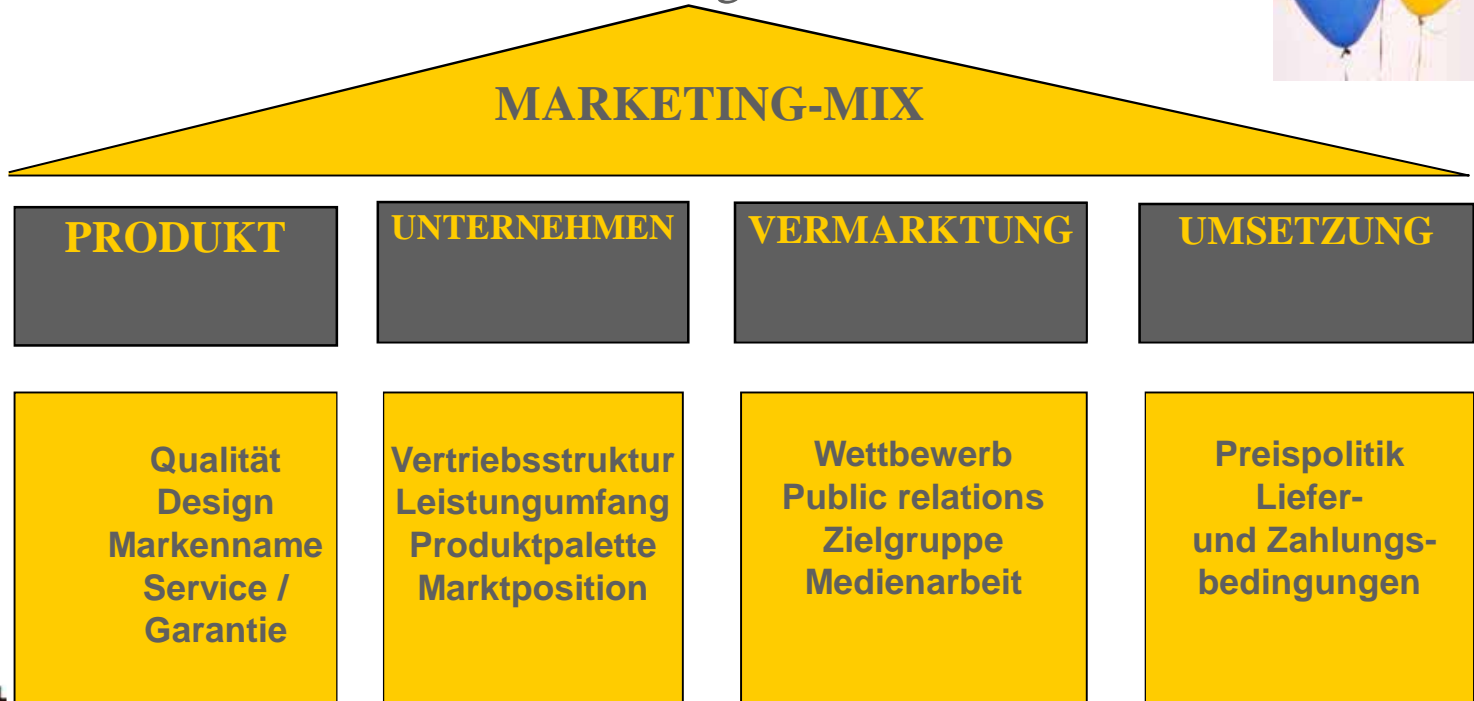 MARKETING-MIX
PRODUKT
UNTERNEHMEN
VERMARKTUNG
UMSETZUNG
Qualität
Design
Markenname
Service /
Garantie
Vertriebsstruktur
Leistungumfang
Produktpalette
Marktposition
Wettbewerb
Public relations
Zielgruppe
Medienarbeit
Preispolitik
Liefer-
und Zahlungs-
bedingungen